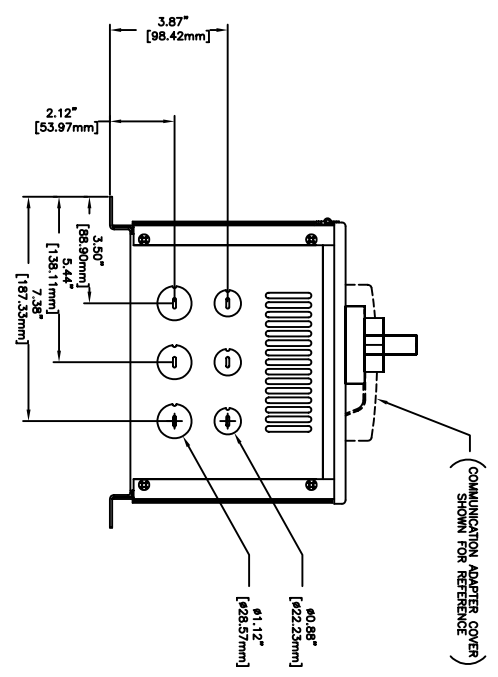 3.87"
[98.42mm]
2.12"
[53.97mm]
3.50"
[88.90mm]
5.44"
[138.11mm]
7.38"
[187.33mm]
(COMMUNICATION ADAPTER COVER
SHOWN FOR REFERENCE)
ø0.88"
[ø22.23mm]
ø1.12"
[ø28.57mm]